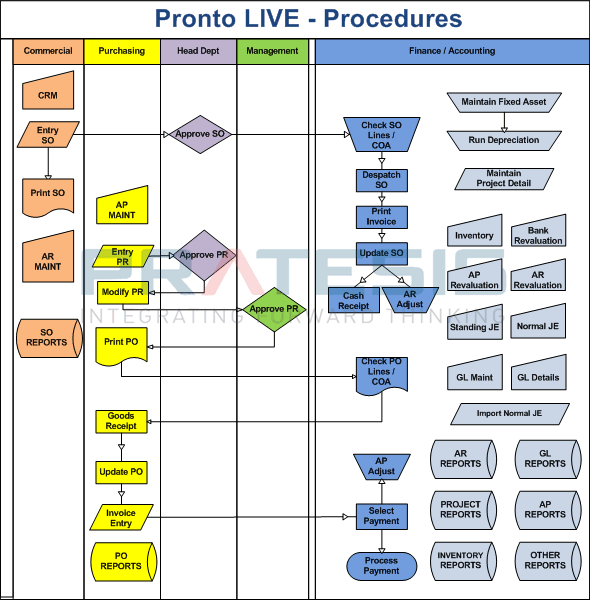 Pronto LIVE - Procedures
Commercial
Purchasing
Head Dept
Management
Finance / Accounting
CRM
Entry
SO
Print SO
AR
MAINT
SO
REPORTS
AP
MAINT
Entry
PR
Modify PR
Print PO
Goods
Receipt
Update PO
Invoice
Entry
PO
REPORTS
Approve SO
Approve PR
Approve PR
Check SO
Lines /
COA
Despatch
SO
Print
Invoice
Update SO
Cash
Receipt
AR
Adjust
Check PO
Lines /
COA
AP
Adjust
Select
Payment
Process
Payment
Maintain Fixed Asset
Run Depreciation
Maintain
Project Detail
Inventory
Bank
Revaluation
AP
Revaluation
AR
Revaluation
Standing JE
Normal JE
GL Maint
GL Details
Import Normal JE
AR
REPORTS
GL
REPORTS
PROJECT
REPORTS
AP
REPORTS
INVENTORY
REPORTS
OTHER
REPORTS
PRATESIS
INTEGRATING FORWARD THINKING